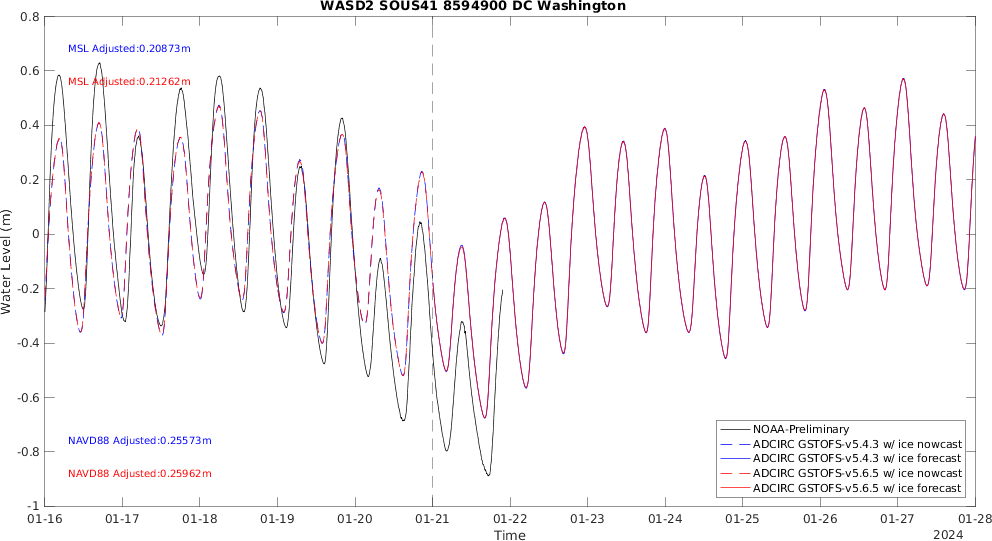 WASD2 SOUS41 8594900 DC Washington
0.8
0.6
0.4
0.2
0
-0.2
-0.4
-0.6
-0.8
-1
Water Level (m)
MSL Adjusted:0.20873m
MSL Adjusted:0.21262m
NAVD88 Adjusted:0.25573m
NAVD88 Adjusted:0.25962m
NOAA-Preliminary
ADCIRC GSTOFS-v5.4.3 w/ ice nowcast
ADCIRC GSTOFS-v5.4.3 w/ ice forecast
ADCIRC GSTOFS-v5.6.5 w/ ice nowcast
ADCIRC GSTOFS-v5.6.5 w/ ice forecast
01-16 01-17 01-18 01-19 01-20 01-21 01-22 01-23 01-24 01-25 01-26 01-27 01-28
Time
2024